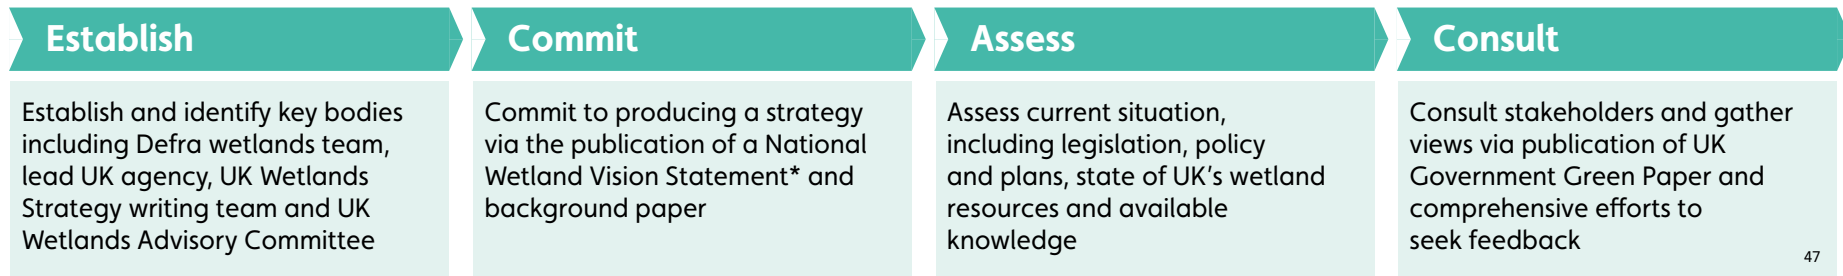 Establish
Establish and identify key bodies
including Defra wetlands team,
lead UK agency, UK Wetlands
Strategy writing team and UK
Wetlands Advisory Committee
Commit
Commit to producing a strategy
via the publication of a National
Wetland Vision Statement* and
background paper
Assess
Assess current situation,
including legislation, policy
and plans, state of UK’s wetland
resources and available
knowledge
Consult
Consult stakeholders and gather
views via publication of UK
Government Green Paper and
comprehensive efforts to
seek feedback
47